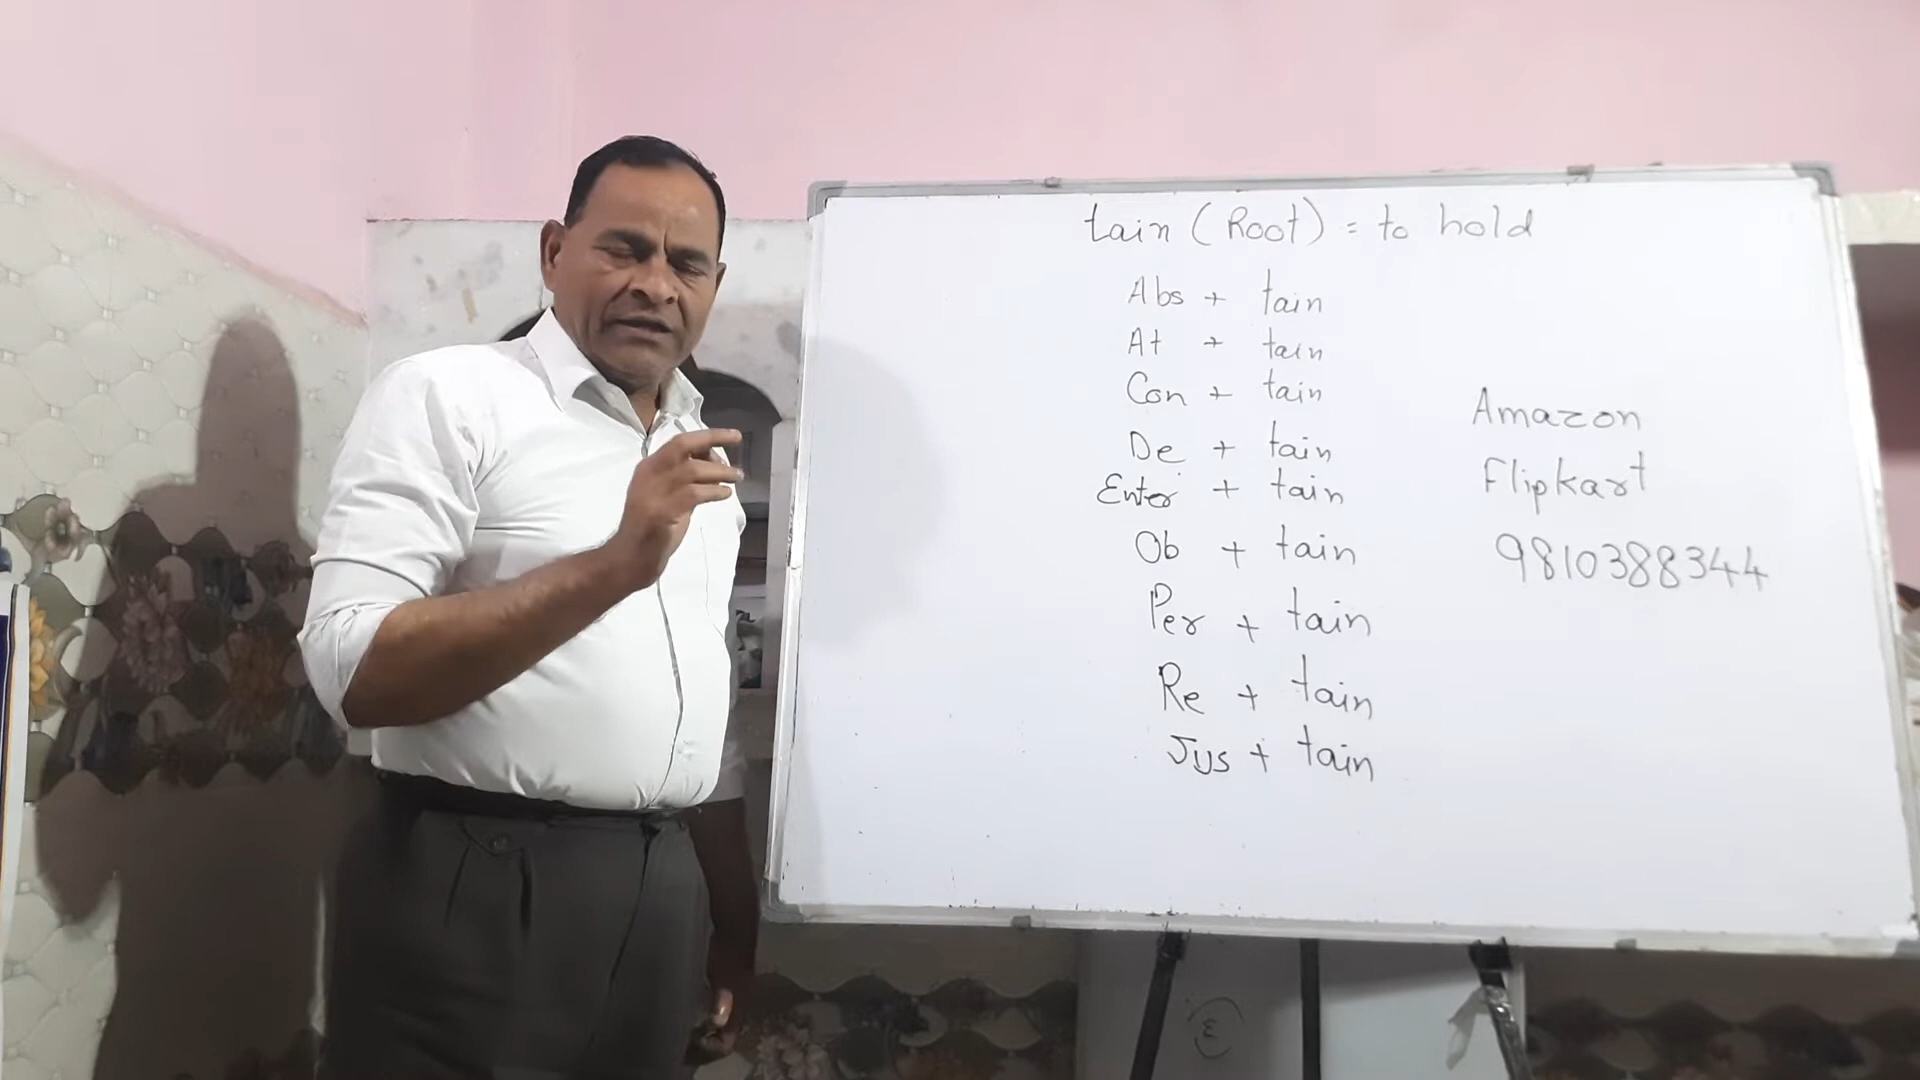 tain (Root) = to hold
Abs + tain
At + tain
Con + tain
De + tain
Enter + tain
Ob + tain
Per + tain
Re + tain
Sus + tain
Amazon
Flipkart
9810388344